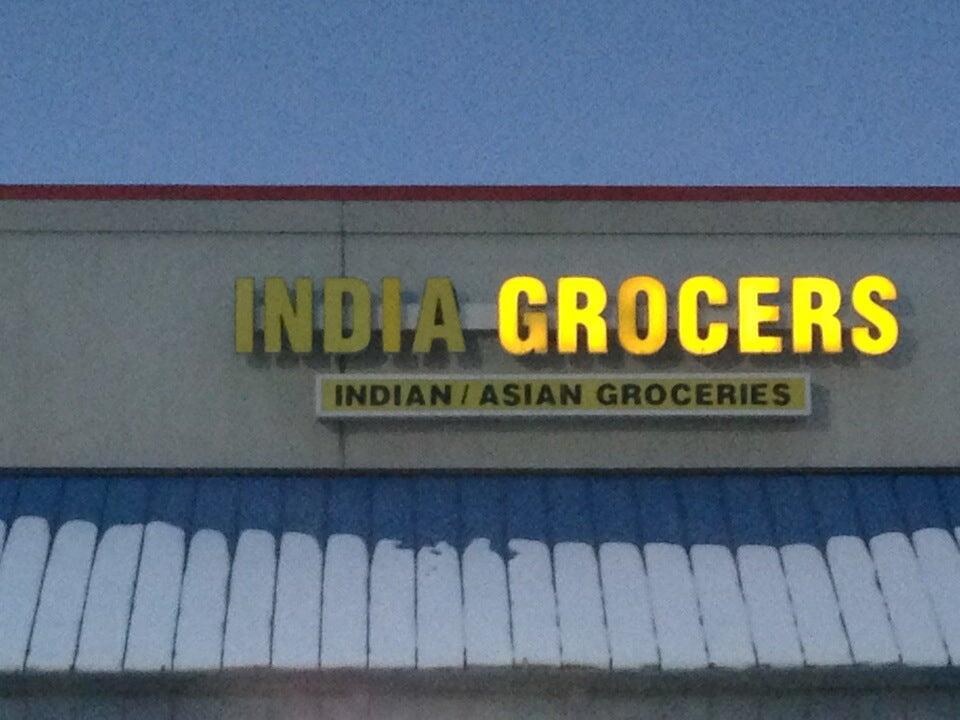 INDIA GROCERS
INDIAN / ASIAN GROCERIES